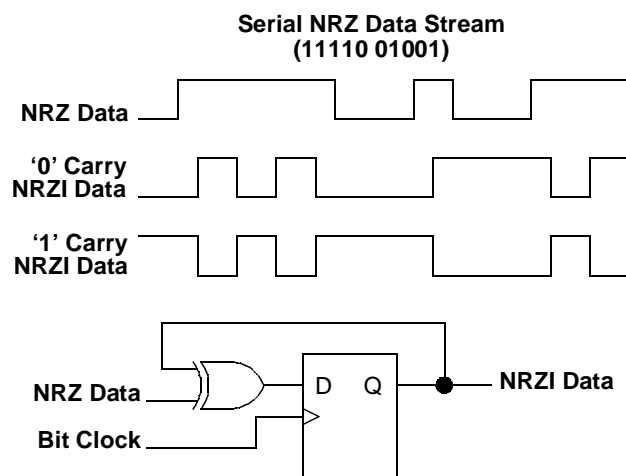 Serial NRZ Data Stream
(11110 01001)
NRZ Data
‘0’ Carry
NRZI Data
‘1’ Carry
NRZI Data
D Q
NRZI Data
NRZ Data
Bit Clock